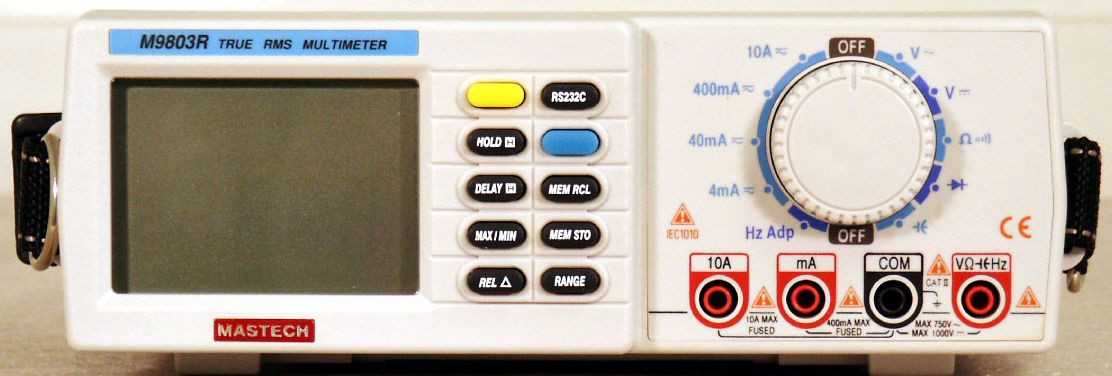 M9803R TRUE RMS MULTIMETER
RS232C
HOLD H
DELAY H
MEM RCL
MAX / MIN
MEM STO
REL △
RANGE
MASTECH
OFF
10A ≂
V ~
400mA ≂
V ⎓
40mA ≂
Ω
4mA ≂
Hz Adp
OFF
IEC1010
CE
10A
mA
COM
VΩHz
CAT II
10A MAX
FUSED
400mA MAX
FUSED
MAX 750V ~
MAX 1000V ⎓